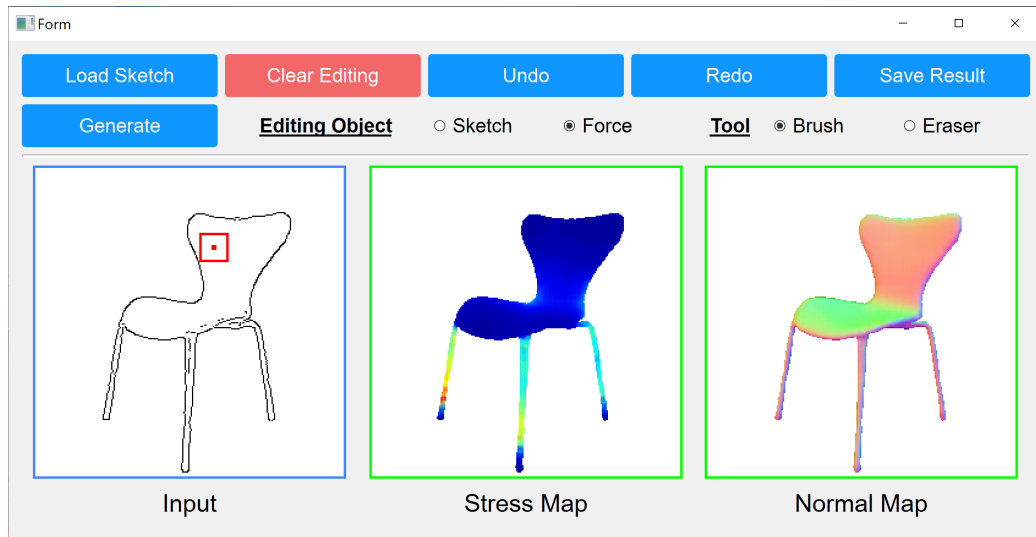 Form
Load Sketch Clear Editing Undo Redo Save Result
Generate Editing Object Sketch Force Tool Brush Eraser
Input Stress Map Normal Map